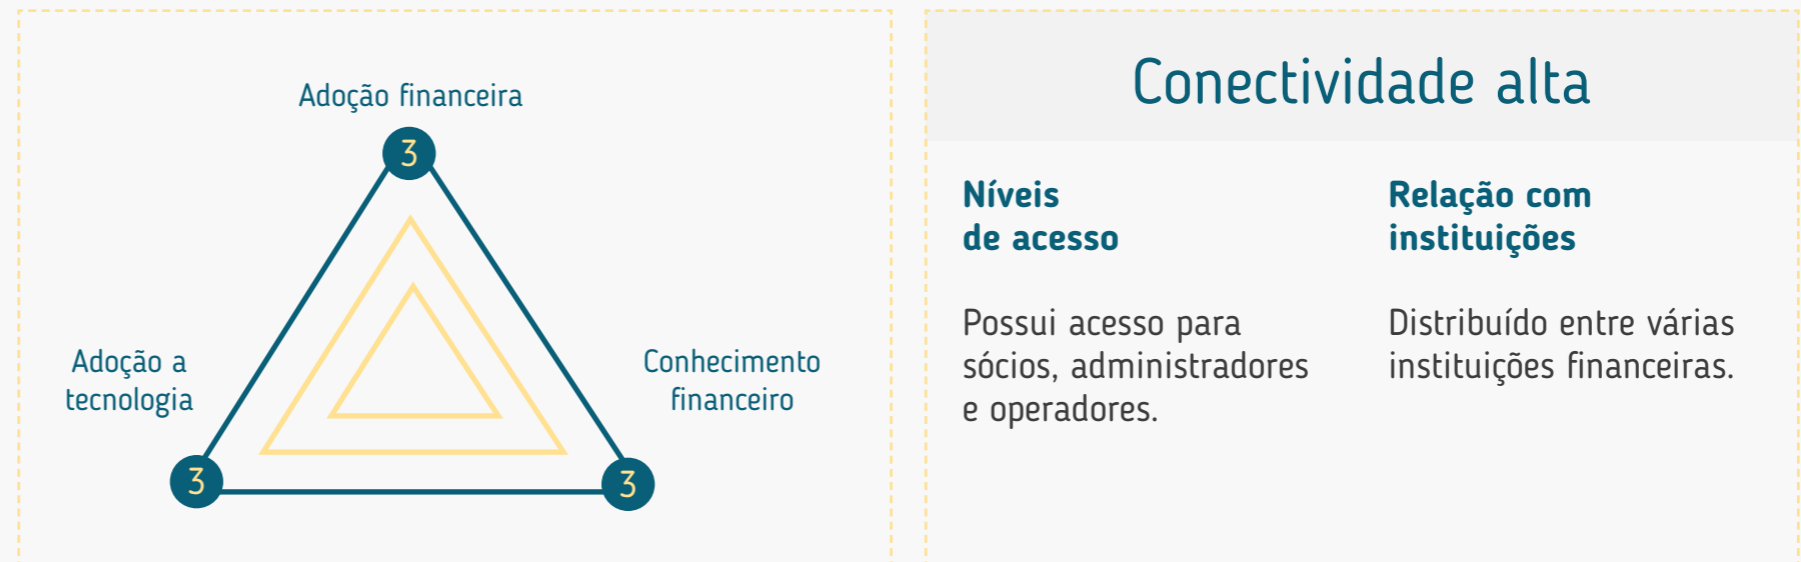 Adoção financeira
3
Adoção a
tecnologia
Conhecimento
financeiro
3
3
Conectividade alta
Níveis
de acesso
Possui acesso para
sócios, administradores
e operadores.
Relação com
instituições
Distribuído entre várias
instituições financeiras.